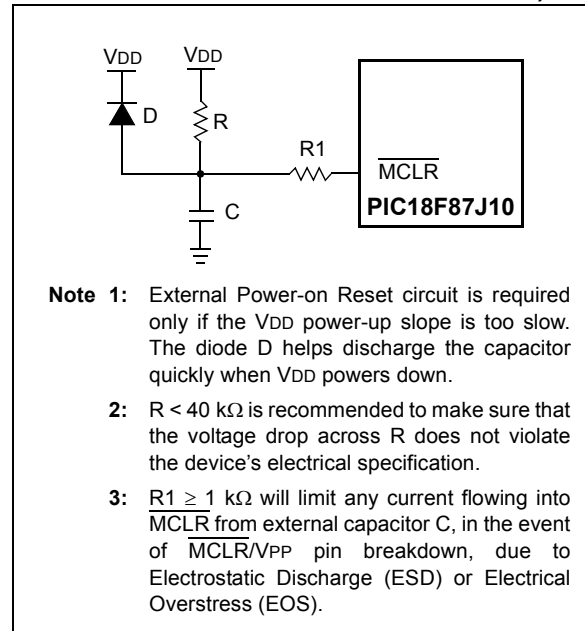 VDD VDD
D
R
R1
C
MCLR
PIC18F87J10
Note 1: External Power-on Reset circuit is required
only if the VDD power-up slope is too slow.
The diode D helps discharge the capacitor
quickly when VDD powers down.
2: R < 40 kΩ is recommended to make sure that
the voltage drop across R does not violate
the device's electrical specification.
3: R1 ≥ 1 kΩ will limit any current flowing into
MCLR from external capacitor C, in the event
of MCLR/VPP pin breakdown, due to
Electrostatic Discharge (ESD) or Electrical
Overstress (EOS).